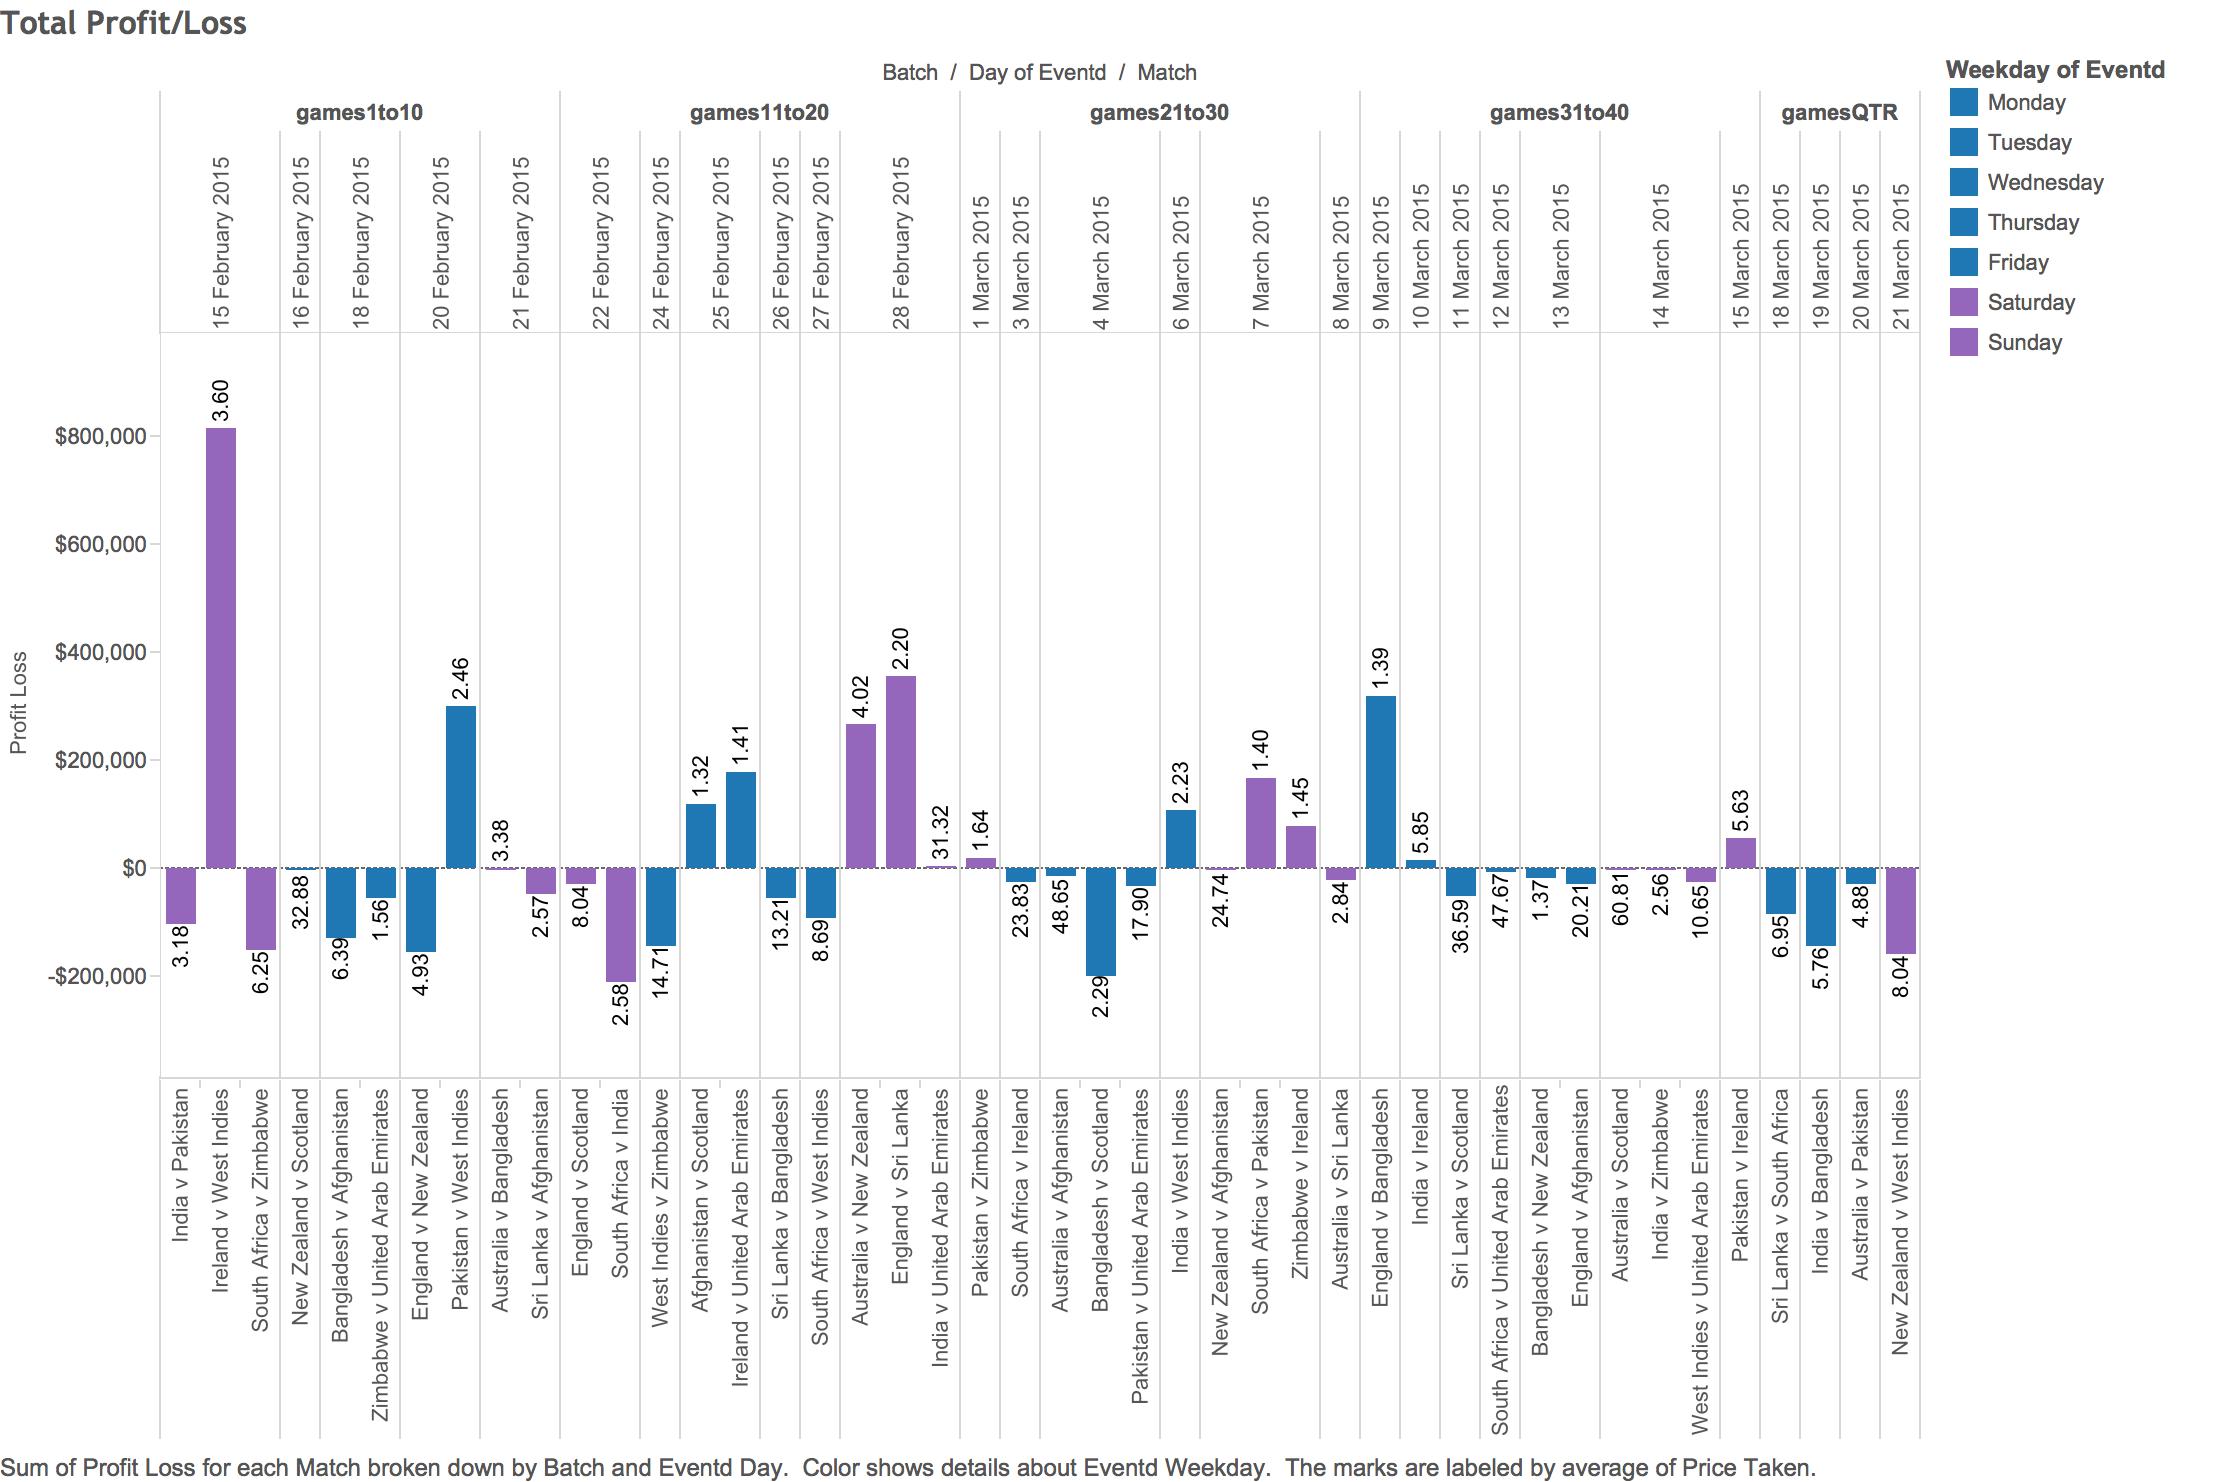 Total Profit/Loss
Batch / Day of Eventd / Match
Weekday of Eventd
Monday
Tuesday
Wednesday
Thursday
Friday
Saturday
Sunday
games1to10 games11to20 games21to30 games31to40 gamesQTR
15 February 2015
16 February 2015
18 February 2015
20 February 2015
21 February 2015
22 February 2015
24 February 2015
25 February 2015
26 February 2015
27 February 2015
28 February 2015
1 March 2015
3 March 2015
4 March 2015
6 March 2015
7 March 2015
8 March 2015
9 March 2015
10 March 2015
11 March 2015
12 March 2015
13 March 2015
14 March 2015
15 March 2015
18 March 2015
19 March 2015
20 March 2015
21 March 2015
Profit Loss
$800,000
$600,000
$400,000
$200,000
$0
-$200,000
3.18
3.60
6.25
32.88
6.39
1.56
4.93
2.46
3.38
2.57
8.04
2.58
14.71
1.32
1.41
13.21
8.69
4.02
2.20
31.32
1.64
23.83
48.65
2.29
17.90
2.23
24.74
1.40
1.45
2.84
1.39
5.85
36.59
47.67
1.37
20.21
60.81
2.56
10.65
5.63
6.95
5.76
4.88
8.04
India v Pakistan
Ireland v West Indies
South Africa v Zimbabwe
New Zealand v Scotland
Bangladesh v Afghanistan
Zimbabwe v United Arab Emirates
England v New Zealand
Pakistan v West Indies
Australia v Bangladesh
Sri Lanka v Afghanistan
England v Scotland
South Africa v India
West Indies v Zimbabwe
Afghanistan v Scotland
Ireland v United Arab Emirates
Sri Lanka v Bangladesh
South Africa v West Indies
Australia v New Zealand
England v Sri Lanka
India v United Arab Emirates
Pakistan v Zimbabwe
South Africa v Ireland
Australia v Afghanistan
Bangladesh v Scotland
Pakistan v United Arab Emirates
India v West Indies
New Zealand v Afghanistan
South Africa v Pakistan
Zimbabwe v Ireland
Australia v Sri Lanka
England v Bangladesh
India v Ireland
Sri Lanka v Scotland
South Africa v United Arab Emirates
Bangladesh v New Zealand
England v Afghanistan
Australia v Scotland
India v Zimbabwe
West Indies v United Arab Emirates
Pakistan v Ireland
Sri Lanka v South Africa
India v Bangladesh
Australia v Pakistan
New Zealand v West Indies
Sum of Profit Loss for each Match broken down by Batch and Eventd Day. Color shows details about Eventd Weekday. The marks are labeled by average of Price Taken.